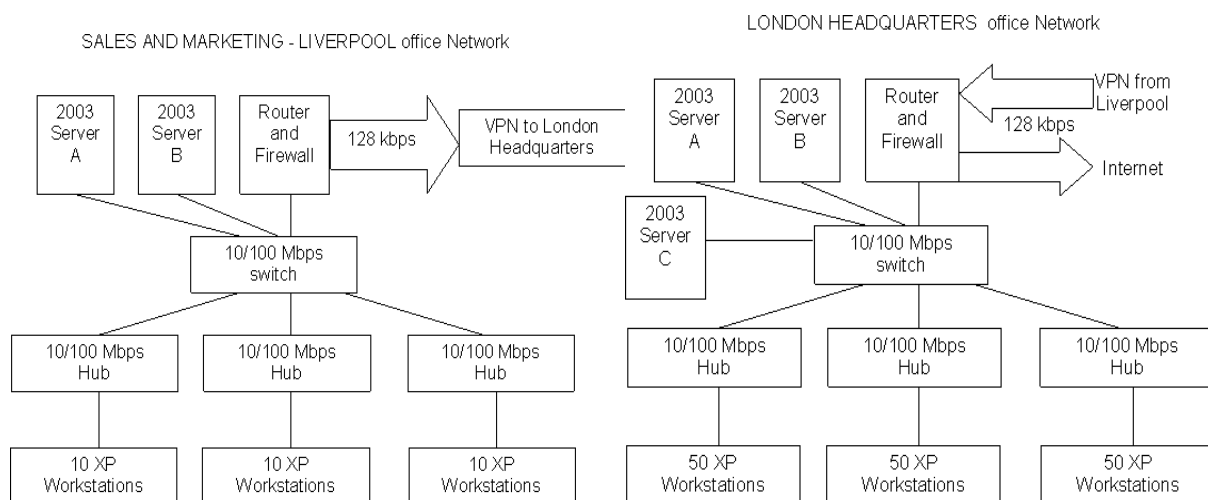 SALES AND MARKETING - LIVERPOOL office Network
2003
Server
A
2003
Server
B
Router
and
Firewall
128 kbps
VPN to London
Headquarters
10/100 Mbps
switch
10/100 Mbps
Hub
10/100 Mbps
Hub
10/100 Mbps
Hub
10 XP
Workstations
10 XP
Workstations
10 XP
Workstations
LONDON HEADQUARTERS office Network
2003
Server
A
2003
Server
B
Router
and
Firewall
VPN from
Liverpool
128 kbps
Internet
2003
Server
C
10/100 Mbps
switch
10/100 Mbps
Hub
10/100 Mbps
Hub
10/100 Mbps
Hub
50 XP
Workstations
50 XP
Workstations
50 XP
Workstations